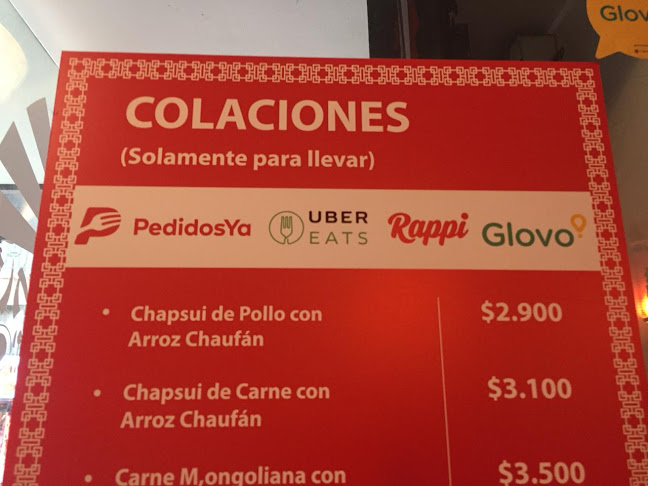 Glov
COLACIONES
(Solamente para llevar)
PedidosYa UBER EATS Rappi Glovo
• Chapsui de Pollo con $2.900
Arroz Chaufán
• Chapsui de Carne con $3.100
Arroz Chaufán
• Carne M,ongoliana con $3.500